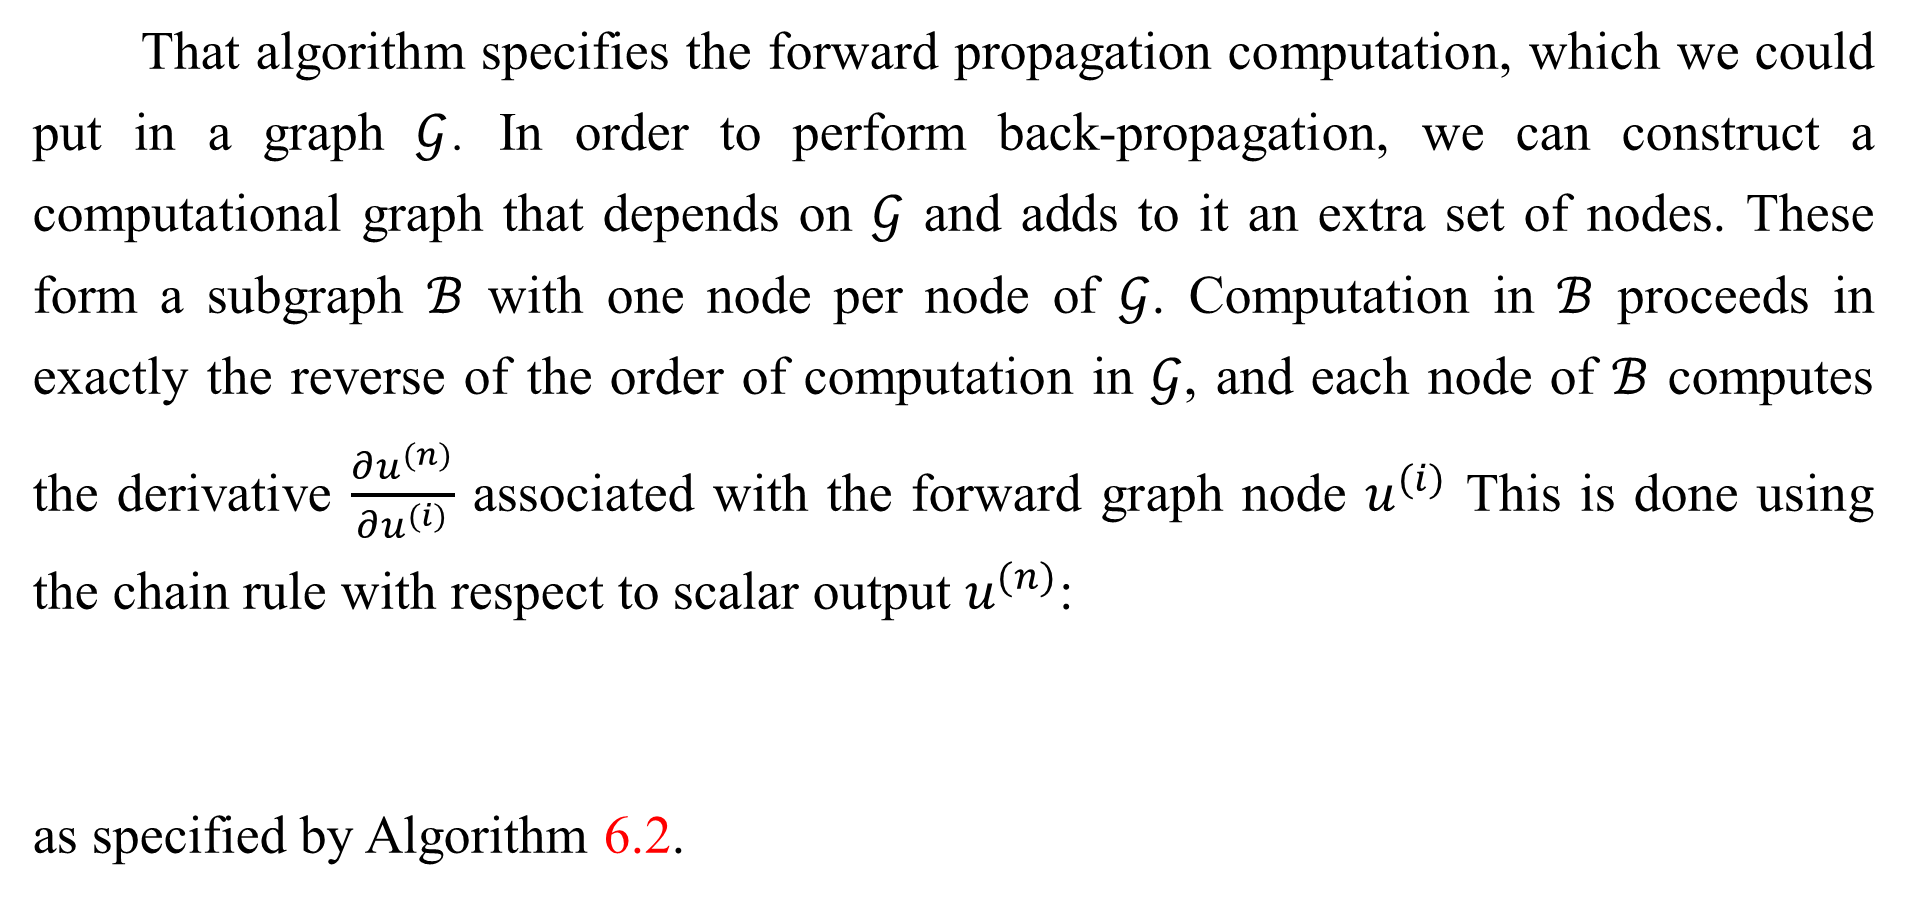 That algorithm specifies the forward propagation computation, which we could
put in a graph 𝒢. In order to perform back-propagation, we can construct a
computational graph that depends on 𝒢 and adds to it an extra set of nodes. These
form a subgraph ℬ with one node per node of 𝒢. Computation in ℬ proceeds in
exactly the reverse of the order of computation in 𝒢, and each node of ℬ computes
the derivative ∂u^(n)/∂u^(i) associated with the forward graph node u^(i) This is done using
the chain rule with respect to scalar output u^(n):
as specified by Algorithm 6.2.